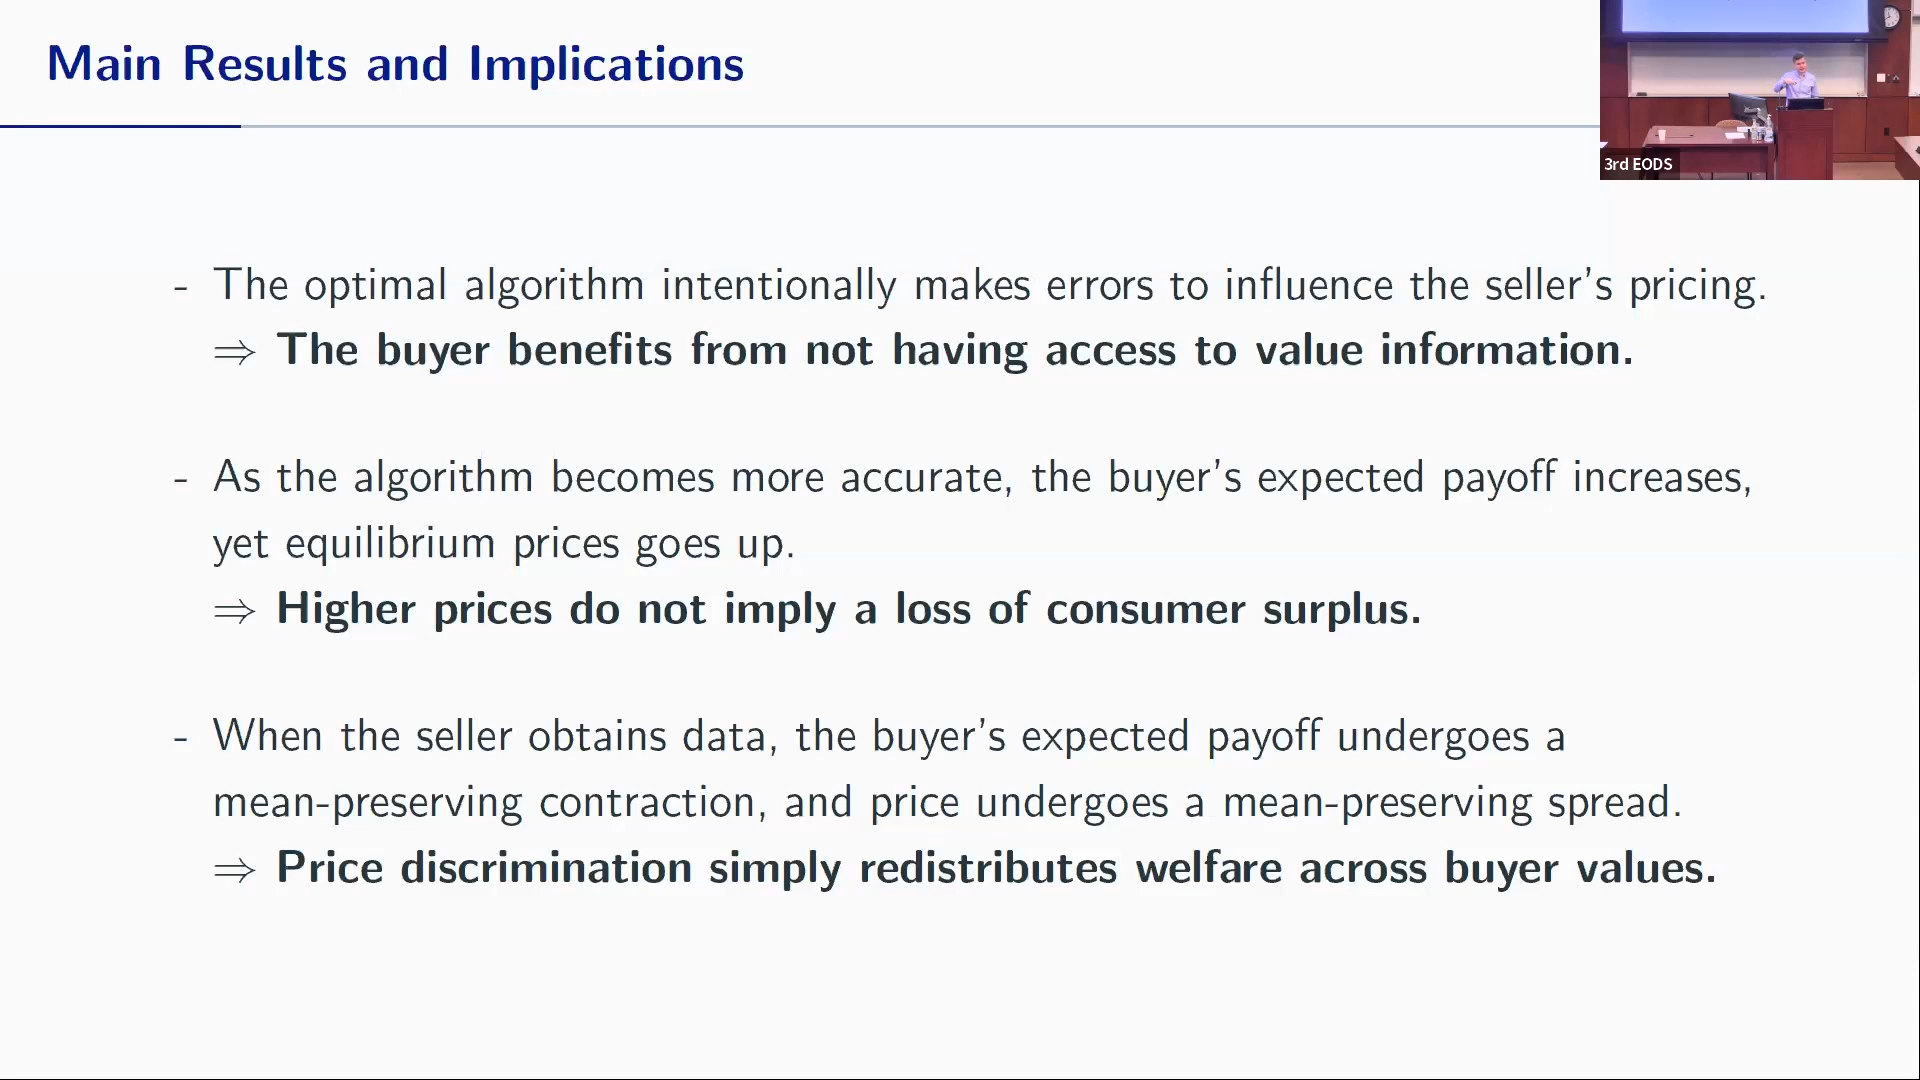 Main Results and Implications
3rd EODS
- The optimal algorithm intentionally makes errors to influence the seller's pricing.
⇒ The buyer benefits from not having access to value information.
- As the algorithm becomes more accurate, the buyer's expected payoff increases,
yet equilibrium prices goes up.
⇒ Higher prices do not imply a loss of consumer surplus.
- When the seller obtains data, the buyer's expected payoff undergoes a
mean-preserving contraction, and price undergoes a mean-preserving spread.
⇒ Price discrimination simply redistributes welfare across buyer values.